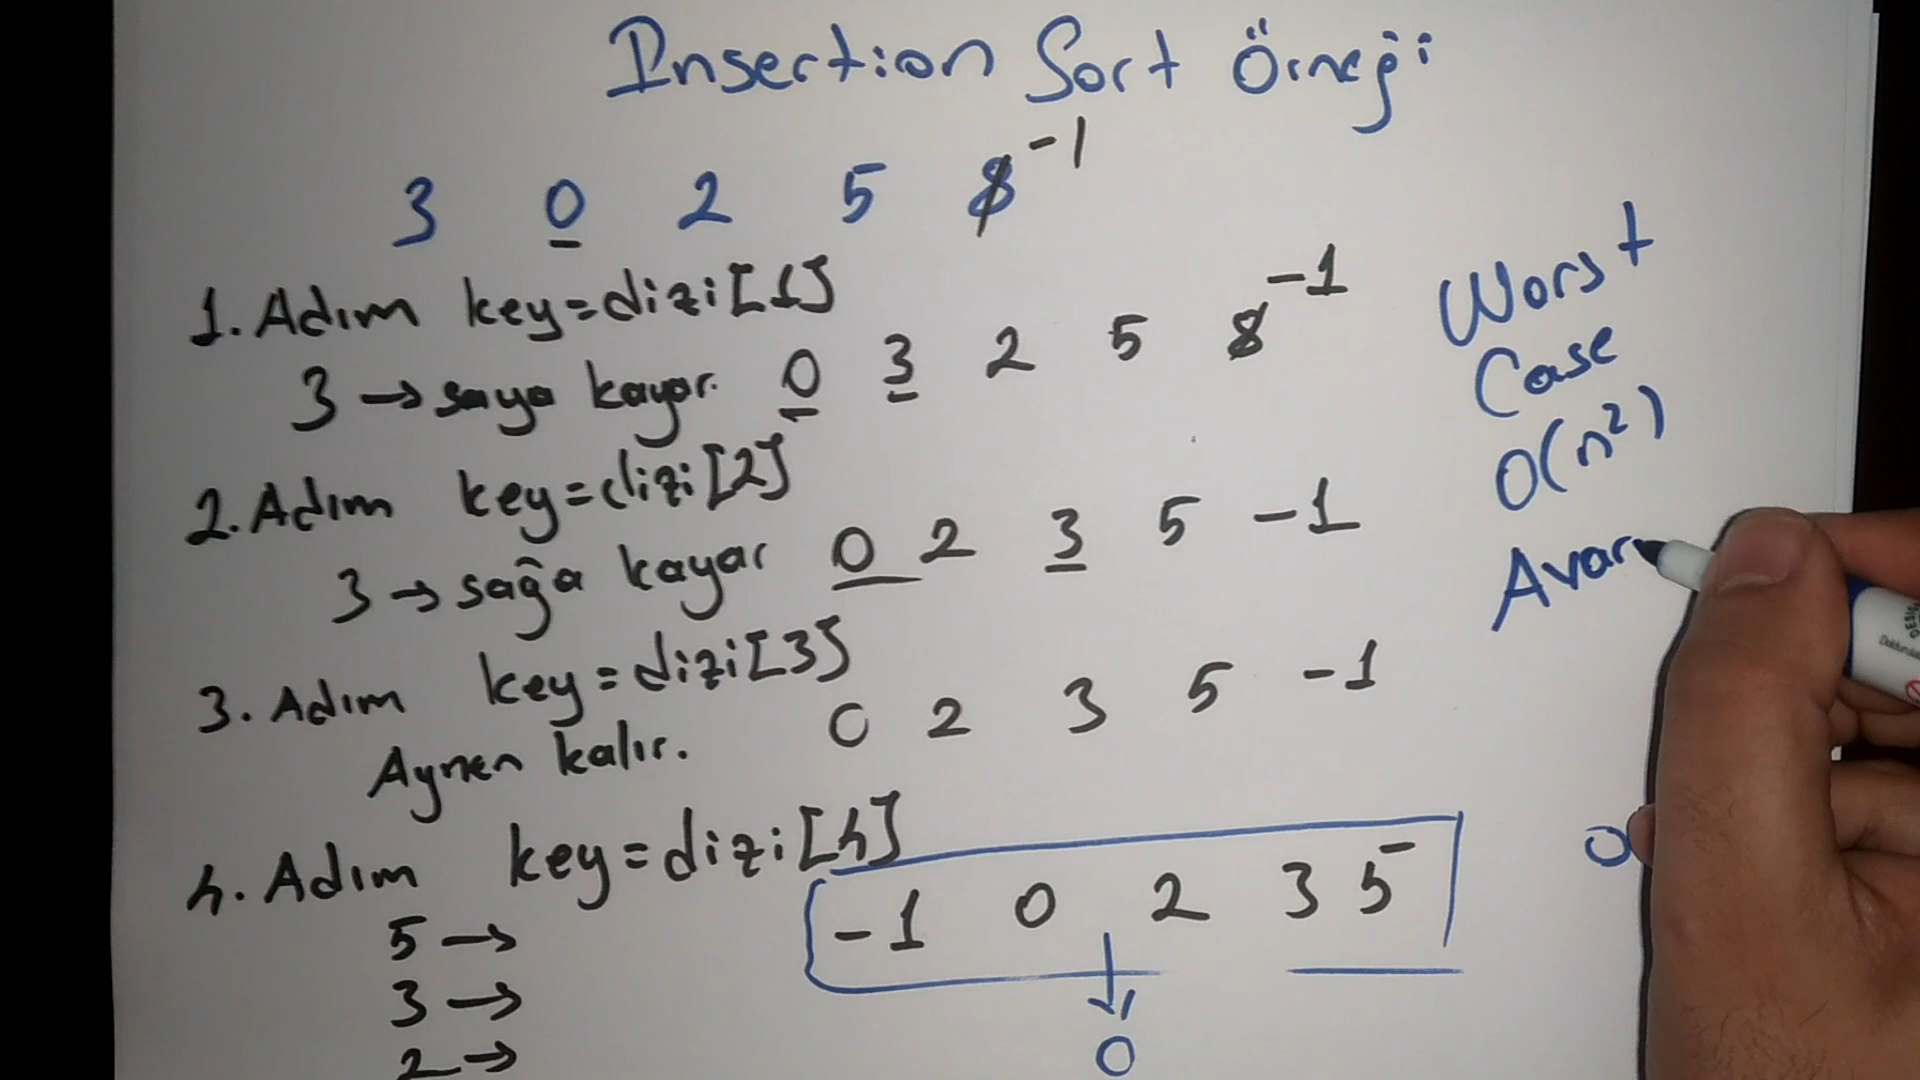 Insertion Sort Örneği
3 0 2 5 8 -1
1. Adım key=dizi[1]
3 → saya kayar. 0 3 2 5 8 -1
2. Adım key=dizi[2]
3 → sağa kayar 0 2 3 5 -1
3. Adım key=dizi[3]
Aynen kalır. 0 2 3 5 -1
4. Adım key=dizi[4]
-1 0 2 3 5
5 →
3 →
2 →
0
Worst
Case
O(n²)
Avar
O